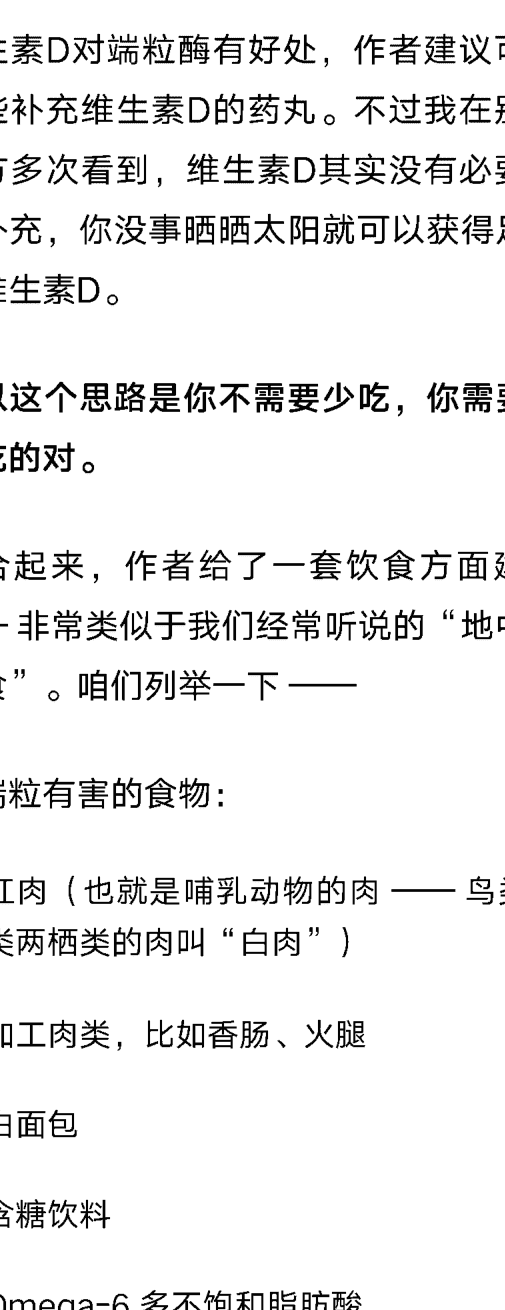 生素D对端粒酶有好处，作者建议可
些补充维生素D的药丸。不过我在别
方多次看到，维生素D其实没有必要
补充，你没事晒晒太阳就可以获得足
维生素D。
以这个思路是你不需要少吃，你需要
吃的对。
合起来，作者给了一套饮食方面建
— 非常类似于我们经常听说的“地中
食”。咱们列举一下 ——
端粒有害的食物：
红肉（也就是哺乳动物的肉 —— 鸟类
类两栖类的肉叫“白肉”）
加工肉类，比如香肠、火腿
白面包
含糖饮料
Omega-6 多不饱和脂肪酸